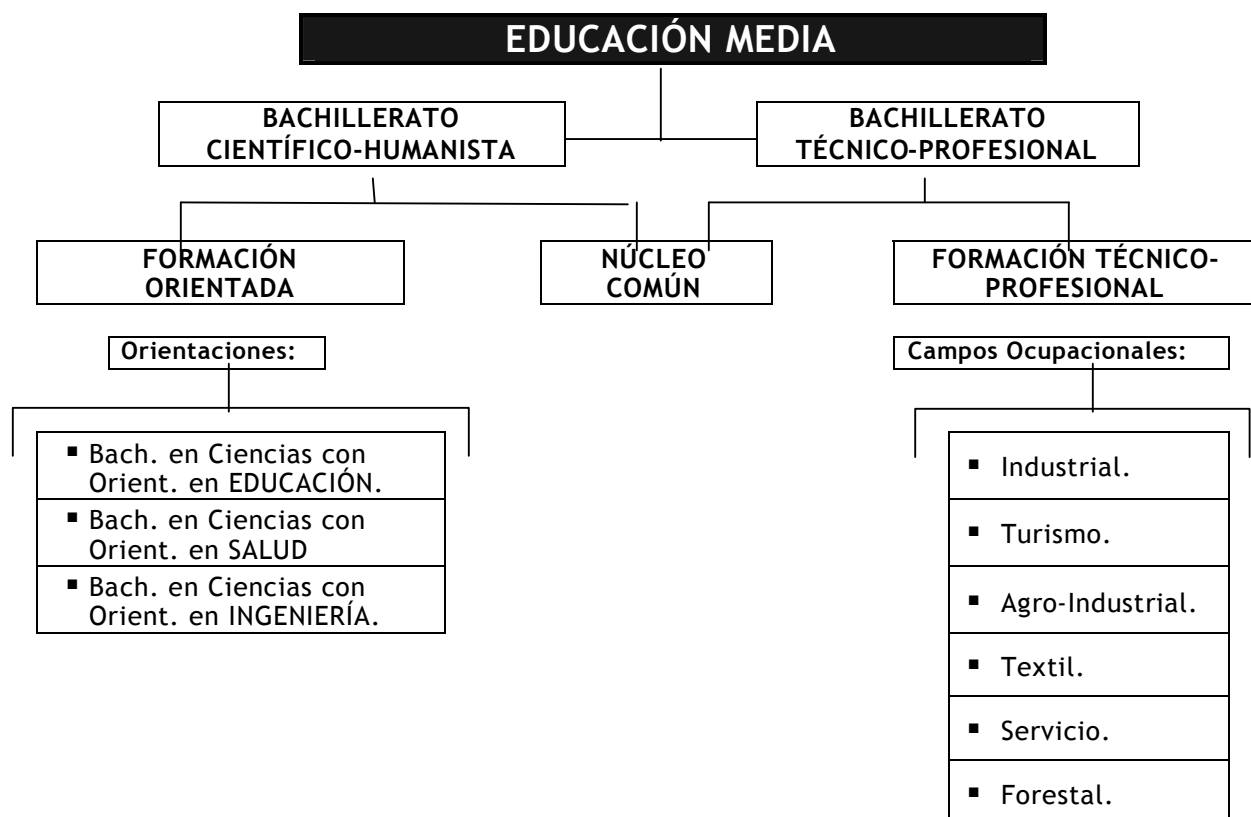 EDUCACIÓN MEDIA
BACHILLERATO
CIENTÍFICO-HUMANISTA
BACHILLERATO
TÉCNICO-PROFESIONAL
FORMACIÓN
ORIENTADA
NÚCLEO
COMÚN
FORMACIÓN TÉCNICO-
PROFESIONAL
Orientaciones:
▪ Bach. en Ciencias con
Orient. en EDUCACIÓN.
▪ Bach. en Ciencias con
Orient. en SALUD
▪ Bach. en Ciencias con
Orient. en INGENIERÍA.
Campos Ocupacionales:
▪ Industrial.
▪ Turismo.
▪ Agro-Industrial.
▪ Textil.
▪ Servicio.
▪ Forestal.